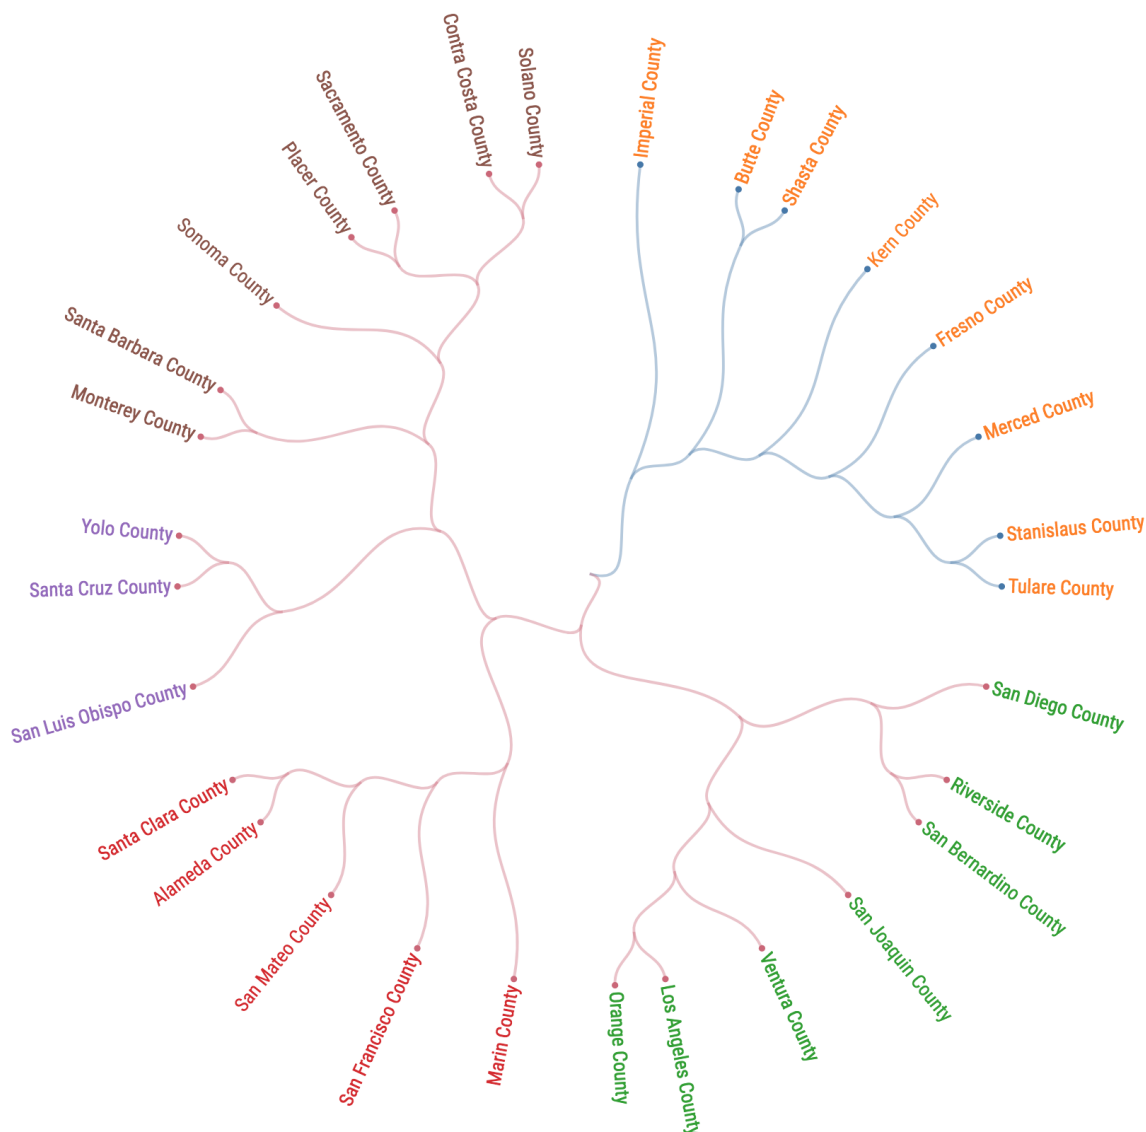 Contra Costa County
Solano County
Imperial County
Sacramento County
Butte County
Shasta County
Placer County
Kern County
Sonoma County
Fresno County
Santa Barbara County
Monterey County
Merced County
Yolo County
Stanislaus County
Santa Cruz County
Tulare County
San Luis Obispo County
San Diego County
Santa Clara County
Riverside County
Alameda County
San Bernardino County
San Mateo County
San Joaquin County
San Francisco County
Ventura County
Marin County
Orange County
Los Angeles County